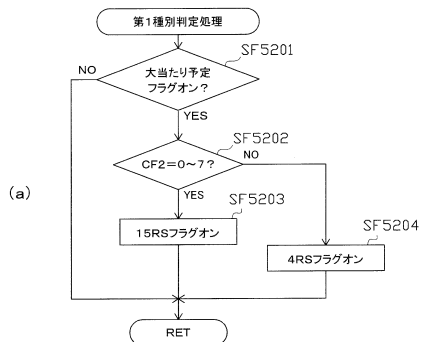 第1種別判定処理
SF5201
NO
大当たり予定
フラグオン?
YES
SF5202
CF2=0~7?
NO
(a)
YES
SF5203
15RSフラグオン
SF5204
4RSフラグオン
RET